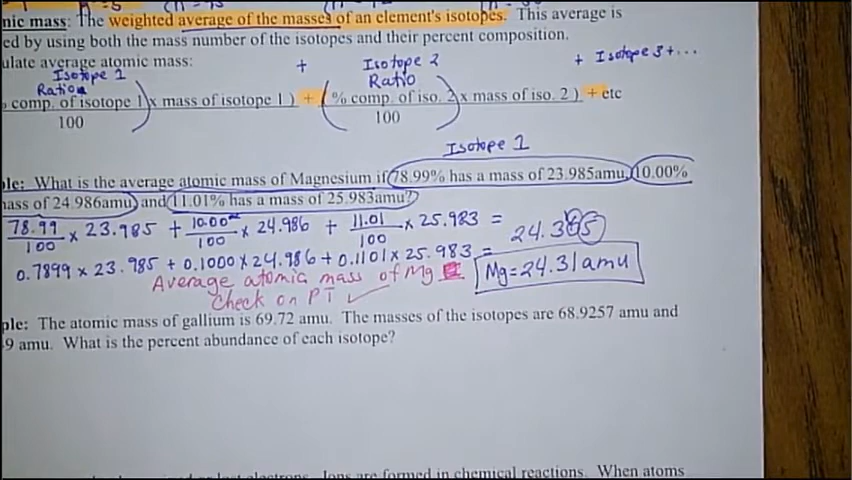 nic mass: The weighted average of the masses of an element's isotopes. This average is
ed by using both the mass number of the isotopes and their percent composition.
ulate average atomic mass:
Isotope 1 + Isotope 2 + Isotope 3 + ...
Ratio Ratio
comp. of isotope 1 x mass of isotope 1 ) + ( % comp. of iso. 2 x mass of iso. 2 ) + etc
100 100
Isotope 1
le: What is the average atomic mass of Magnesium if 78.99% has a mass of 23.985amu, 10.00%
mass of 24.986amu and 11.01% has a mass of 25.983amu?
78.99/100 x 23.985 + 10.00/100 x 24.986 + 11.01/100 x 25.983 = 24.305
0.7899 x 23.985 + 0.1000 x 24.986 + 0.1101 x 25.983 =
Mg = 24.31 amu
Average atomic mass of Mg
Check on PT ✓
ple: The atomic mass of gallium is 69.72 amu. The masses of the isotopes are 68.9257 amu and
9 amu. What is the percent abundance of each isotope?
lost electrons. Ions are formed in chemical reactions. When atoms